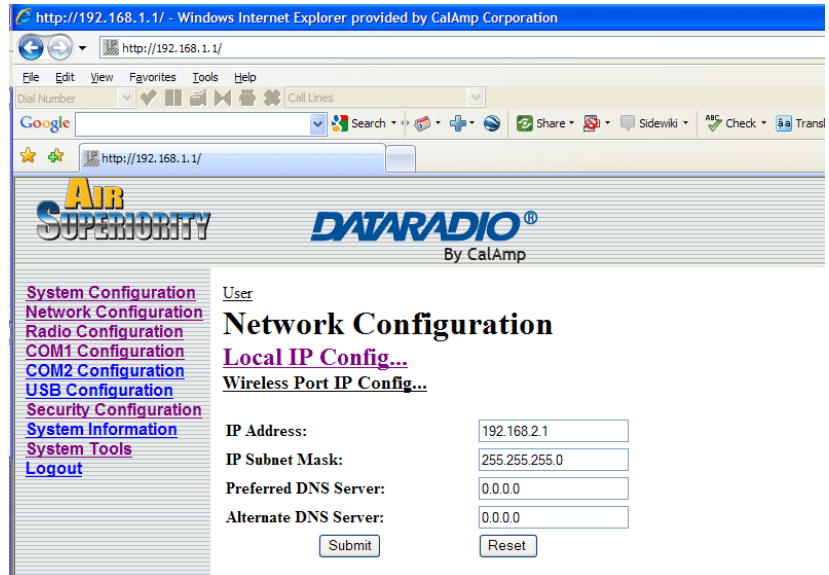 http://192.168.1.1/ - Windows Internet Explorer provided by CalAmp Corporation
http://192.168.1.1/
File Edit View Favorites Tools Help
Dial Number Call Lines
Google Search Share Sidewiki Check Transl
http://192.168.1.1/
AIR
SUPERIORITY
DATARADIO®
By CalAmp
System Configuration
Network Configuration
Radio Configuration
COM1 Configuration
COM2 Configuration
USB Configuration
Security Configuration
System Information
System Tools
Logout
User
Network Configuration
Local IP Config...
Wireless Port IP Config...
IP Address: 192.168.2.1
IP Subnet Mask: 255.255.255.0
Preferred DNS Server: 0.0.0.0
Alternate DNS Server: 0.0.0.0
Submit Reset